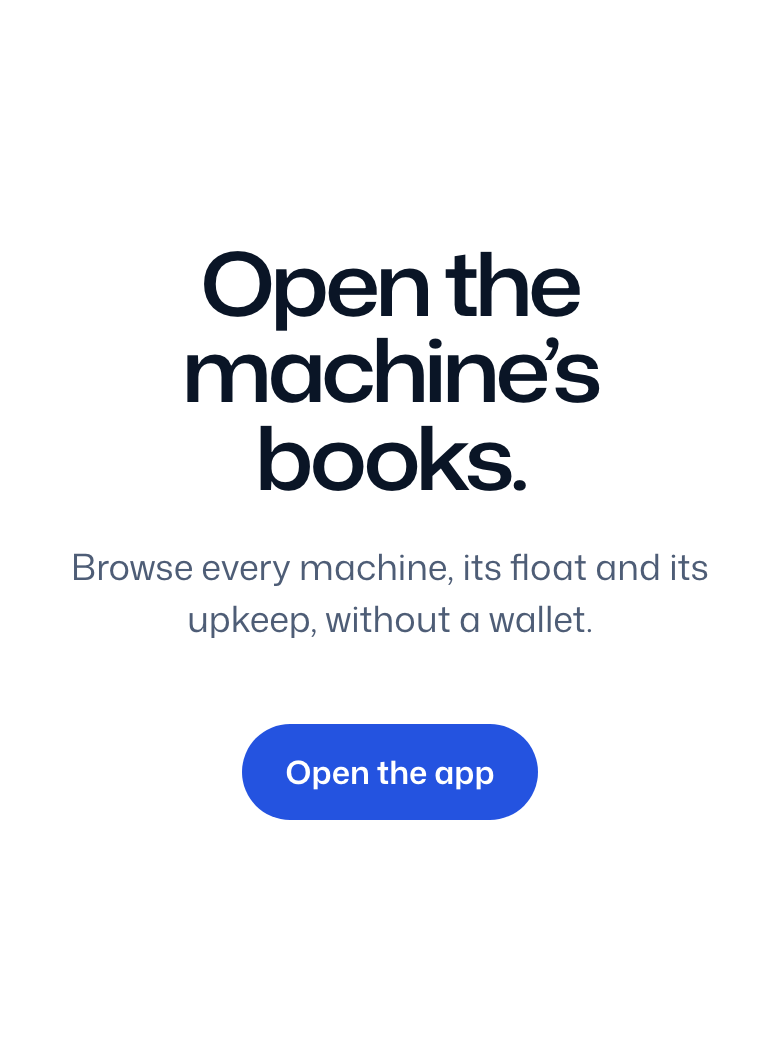 Open the
machine’s
books.
Browse every machine, its float and its
upkeep, without a wallet.
Open the app